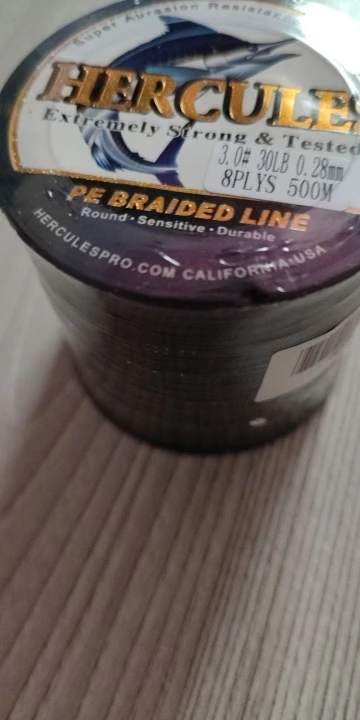 Super Abrasion Resistant
HERCULE
Extremely Strong & Tested
3.0# 30LB 0.28mm
8PLYS 500M
PE BRAIDED LINE
Round · Sensitive · Durable
HERCULESPRO.COM CALIFORNIA·USA